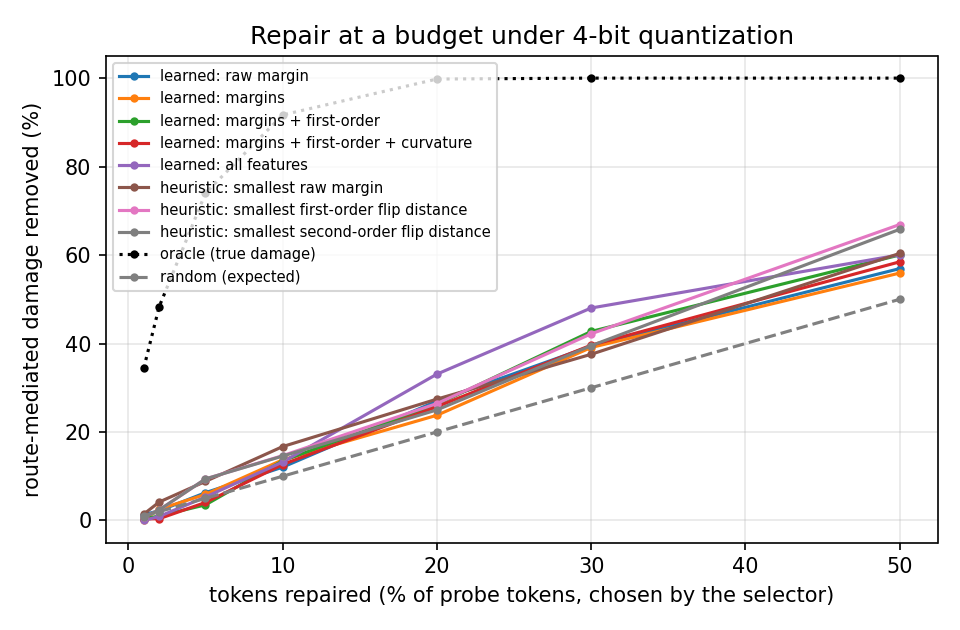 Repair at a budget under 4-bit quantization
route-mediated damage removed (%)
100
80
60
40
20
0
learned: raw margin
learned: margins
learned: margins + first-order
learned: margins + first-order + curvature
learned: all features
heuristic: smallest raw margin
heuristic: smallest first-order flip distance
heuristic: smallest second-order flip distance
oracle (true damage)
random (expected)
0 10 20 30 40 50
tokens repaired (% of probe tokens, chosen by the selector)